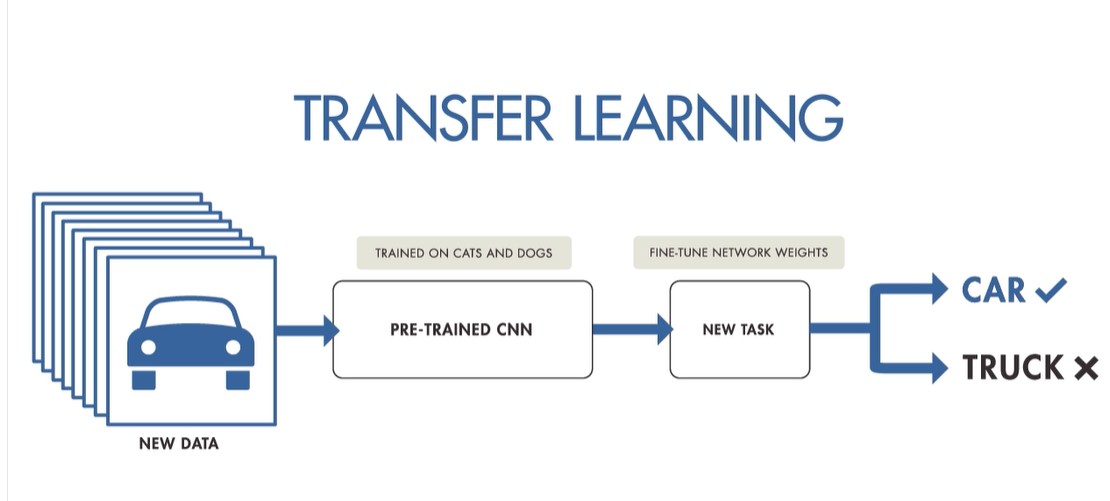 TRANSFER LEARNING
TRAINED ON CATS AND DOGS
FINE-TUNE NETWORK WEIGHTS
PRE-TRAINED CNN
NEW TASK
CAR
TRUCK
NEW DATA